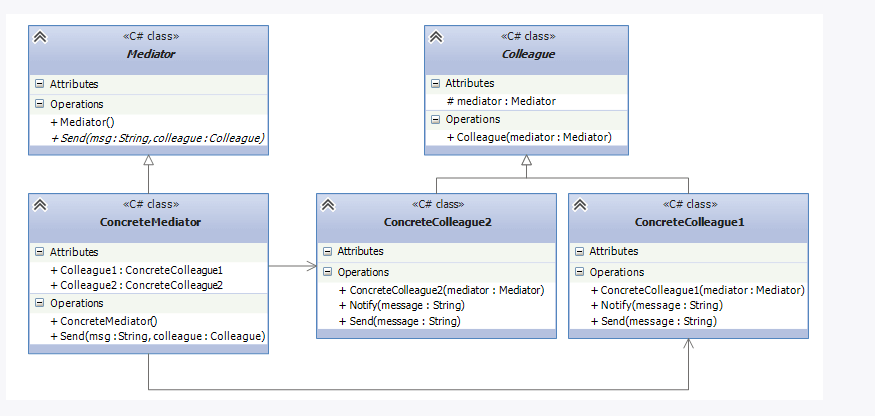 «C# class»
Mediator
Attributes
Operations
+ Mediator()
+ Send(msg : String, colleague : Colleague)
«C# class»
Colleague
Attributes
# mediator : Mediator
Operations
+ Colleague(mediator : Mediator)
«C# class»
ConcreteMediator
Attributes
+ Colleague1 : ConcreteColleague1
+ Colleague2 : ConcreteColleague2
Operations
+ ConcreteMediator()
+ Send(msg : String, colleague : Colleague)
«C# class»
ConcreteColleague2
Attributes
Operations
+ ConcreteColleague2(mediator : Mediator)
+ Notify(message : String)
+ Send(message : String)
«C# class»
ConcreteColleague1
Attributes
Operations
+ ConcreteColleague1(mediator : Mediator)
+ Notify(message : String)
+ Send(message : String)